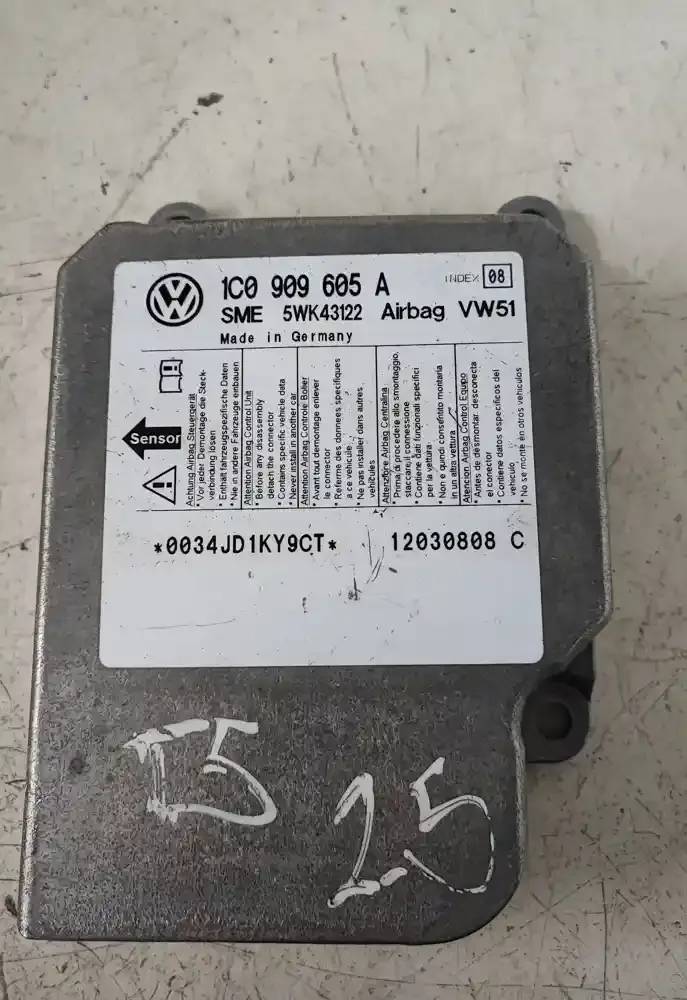 1C0 909 605 A
INDEX 08
SME 5WK43122 Airbag VW51
Made in Germany
Sensor
Achtung Airbag Steuergerät
• Vor jeder Demontage die Steck-
verbindung lösen
• Enthält fahrzeugspezifische Daten
• Nie in andere Fahrzeuge einbauen
Attention Airbag Control Unit
• Before any disassembly
detach the connector
• Contains specific vehicle data
• Never install in another car
Attention Airbag Controle Boîtier
• Avant tout demontage enlever
le connector
• Referme des donnees specifiques
a ce vehicule
• Ne pas installer dans autres
vehicules
Attenzione Airbag Centralina
• Prima di procedere allo smontaggio,
staccare il connessione
• Contiene dati funzionali specifici
per la vettura
• Non e quindi consentito montarla
in un altra vettura
Atencion Airbag Control Equipo
• Antes de desmontar: desconecta
el conector
• Contiene datos especificos del
vehiculo
• No se monte en otros vehiculos
*0034JD1KY9CT* 12030808 C
T5
2.5